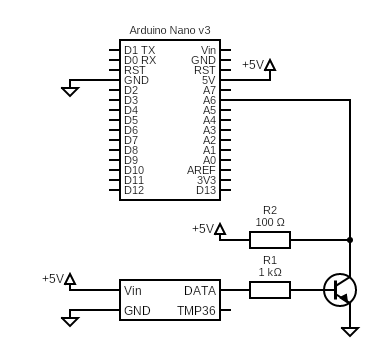 Arduino Nano v3
D1 TX
D0 RX
RST
GND
D2
D3
D4
D5
D6
D7
D8
D9
D10
D11
D12
Vin
GND
RST
5V
A7
A6
A5
A4
A3
A2
A1
A0
AREF
3V3
D13
+5V
+5V
R2
100 Ω
R1
1 kΩ
+5V
Vin
GND
DATA
TMP36